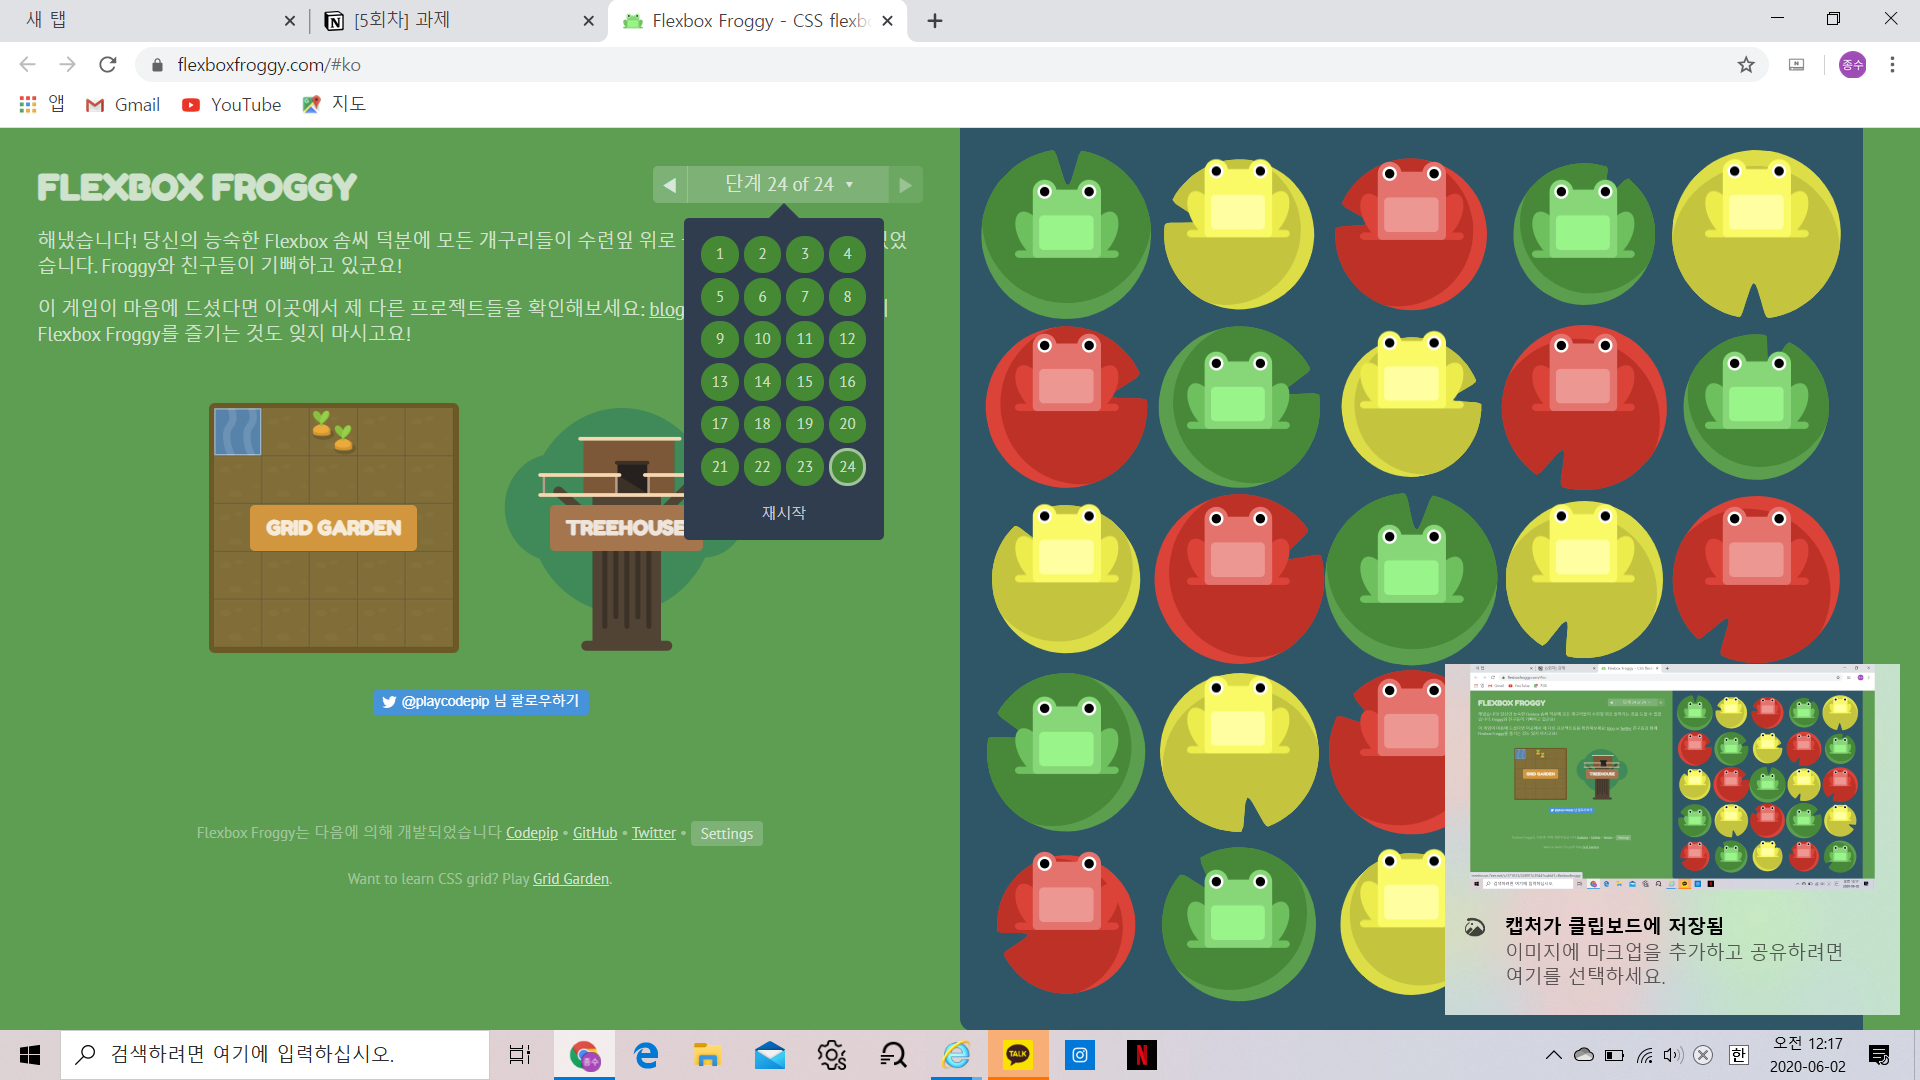 새 탭
[5회차] 과제
Flexbox Froggy - CSS flexb
flexboxfroggy.com/#ko
종수
앱
Gmail
YouTube
지도
FLEXBOX FROGGY
단계 24 of 24
해냈습니다! 당신의 능숙한 Flexbox 솜씨 덕분에 모든 개구리들이 수련잎 위로
있었
습니다. Froggy와 친구들이 기뻐하고 있군요!
이 게임이 마음에 드셨다면 이곳에서 제 다른 프로젝트들을 확인해보세요: blog
Flexbox Froggy를 즐기는 것도 잊지 마시고요!
1 2 3 4
5 6 7 8
9 10 11 12
13 14 15 16
17 18 19 20
21 22 23 24
재시작
GRID GARDEN
TREEHOUSE
@playcodepip 님 팔로우하기
Flexbox Froggy는 다음에 의해 개발되었습니다 Codepip • GitHub • Twitter • Settings
Want to learn CSS grid? Play Grid Garden.
FLEXBOX FROGGY
GRID GARDEN
TREEHOUSE
캡처가 클립보드에 저장됨
이미지에 마크업을 추가하고 공유하려면
여기를 선택하세요.
검색하려면 여기에 입력하십시오.
종수
TALK
N
한
오전 12:17
2020-06-02